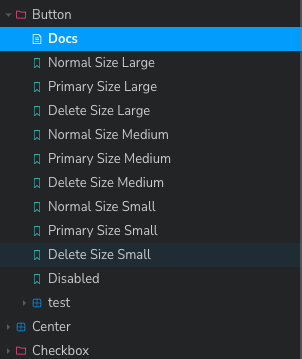 Button
Docs
Normal Size Large
Primary Size Large
Delete Size Large
Normal Size Medium
Primary Size Medium
Delete Size Medium
Normal Size Small
Primary Size Small
Delete Size Small
Disabled
test
Center
Checkbox